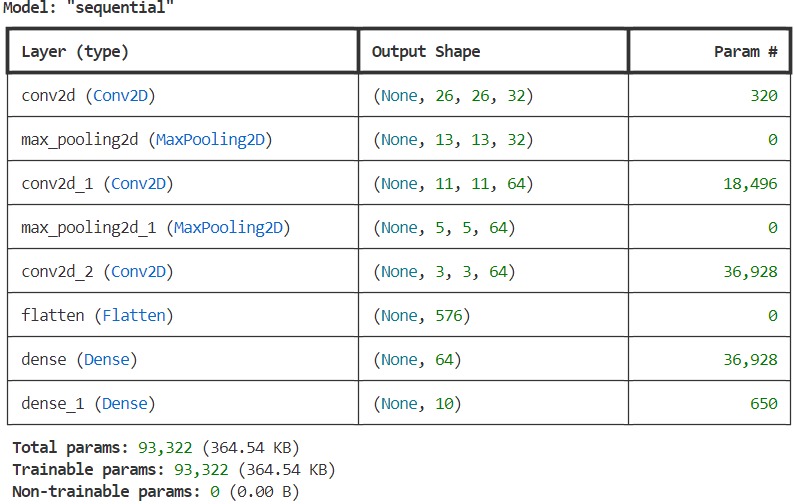 Model: "sequential"
Layer (type) Output Shape Param #
conv2d (Conv2D) (None, 26, 26, 32) 320
max_pooling2d (MaxPooling2D) (None, 13, 13, 32) 0
conv2d_1 (Conv2D) (None, 11, 11, 64) 18,496
max_pooling2d_1 (MaxPooling2D) (None, 5, 5, 64) 0
conv2d_2 (Conv2D) (None, 3, 3, 64) 36,928
flatten (Flatten) (None, 576) 0
dense (Dense) (None, 64) 36,928
dense_1 (Dense) (None, 10) 650
Total params: 93,322 (364.54 KB)
Trainable params: 93,322 (364.54 KB)
Non-trainable params: 0 (0.00 B)